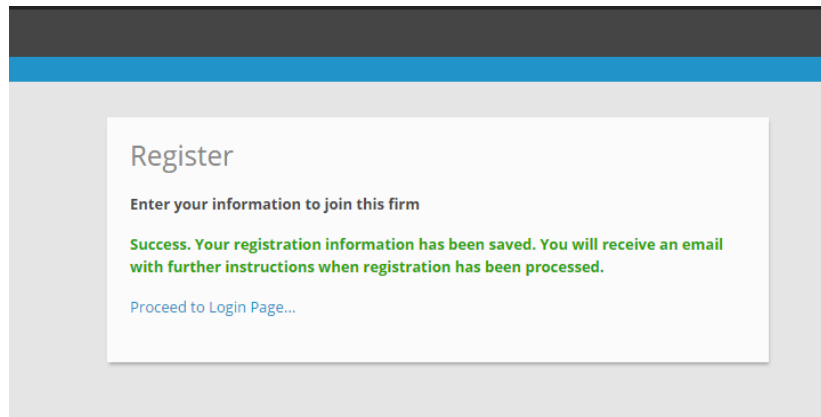 Register
Enter your information to join this firm
Success. Your registration information has been saved. You will receive an email
with further instructions when registration has been processed.
Proceed to Login Page...